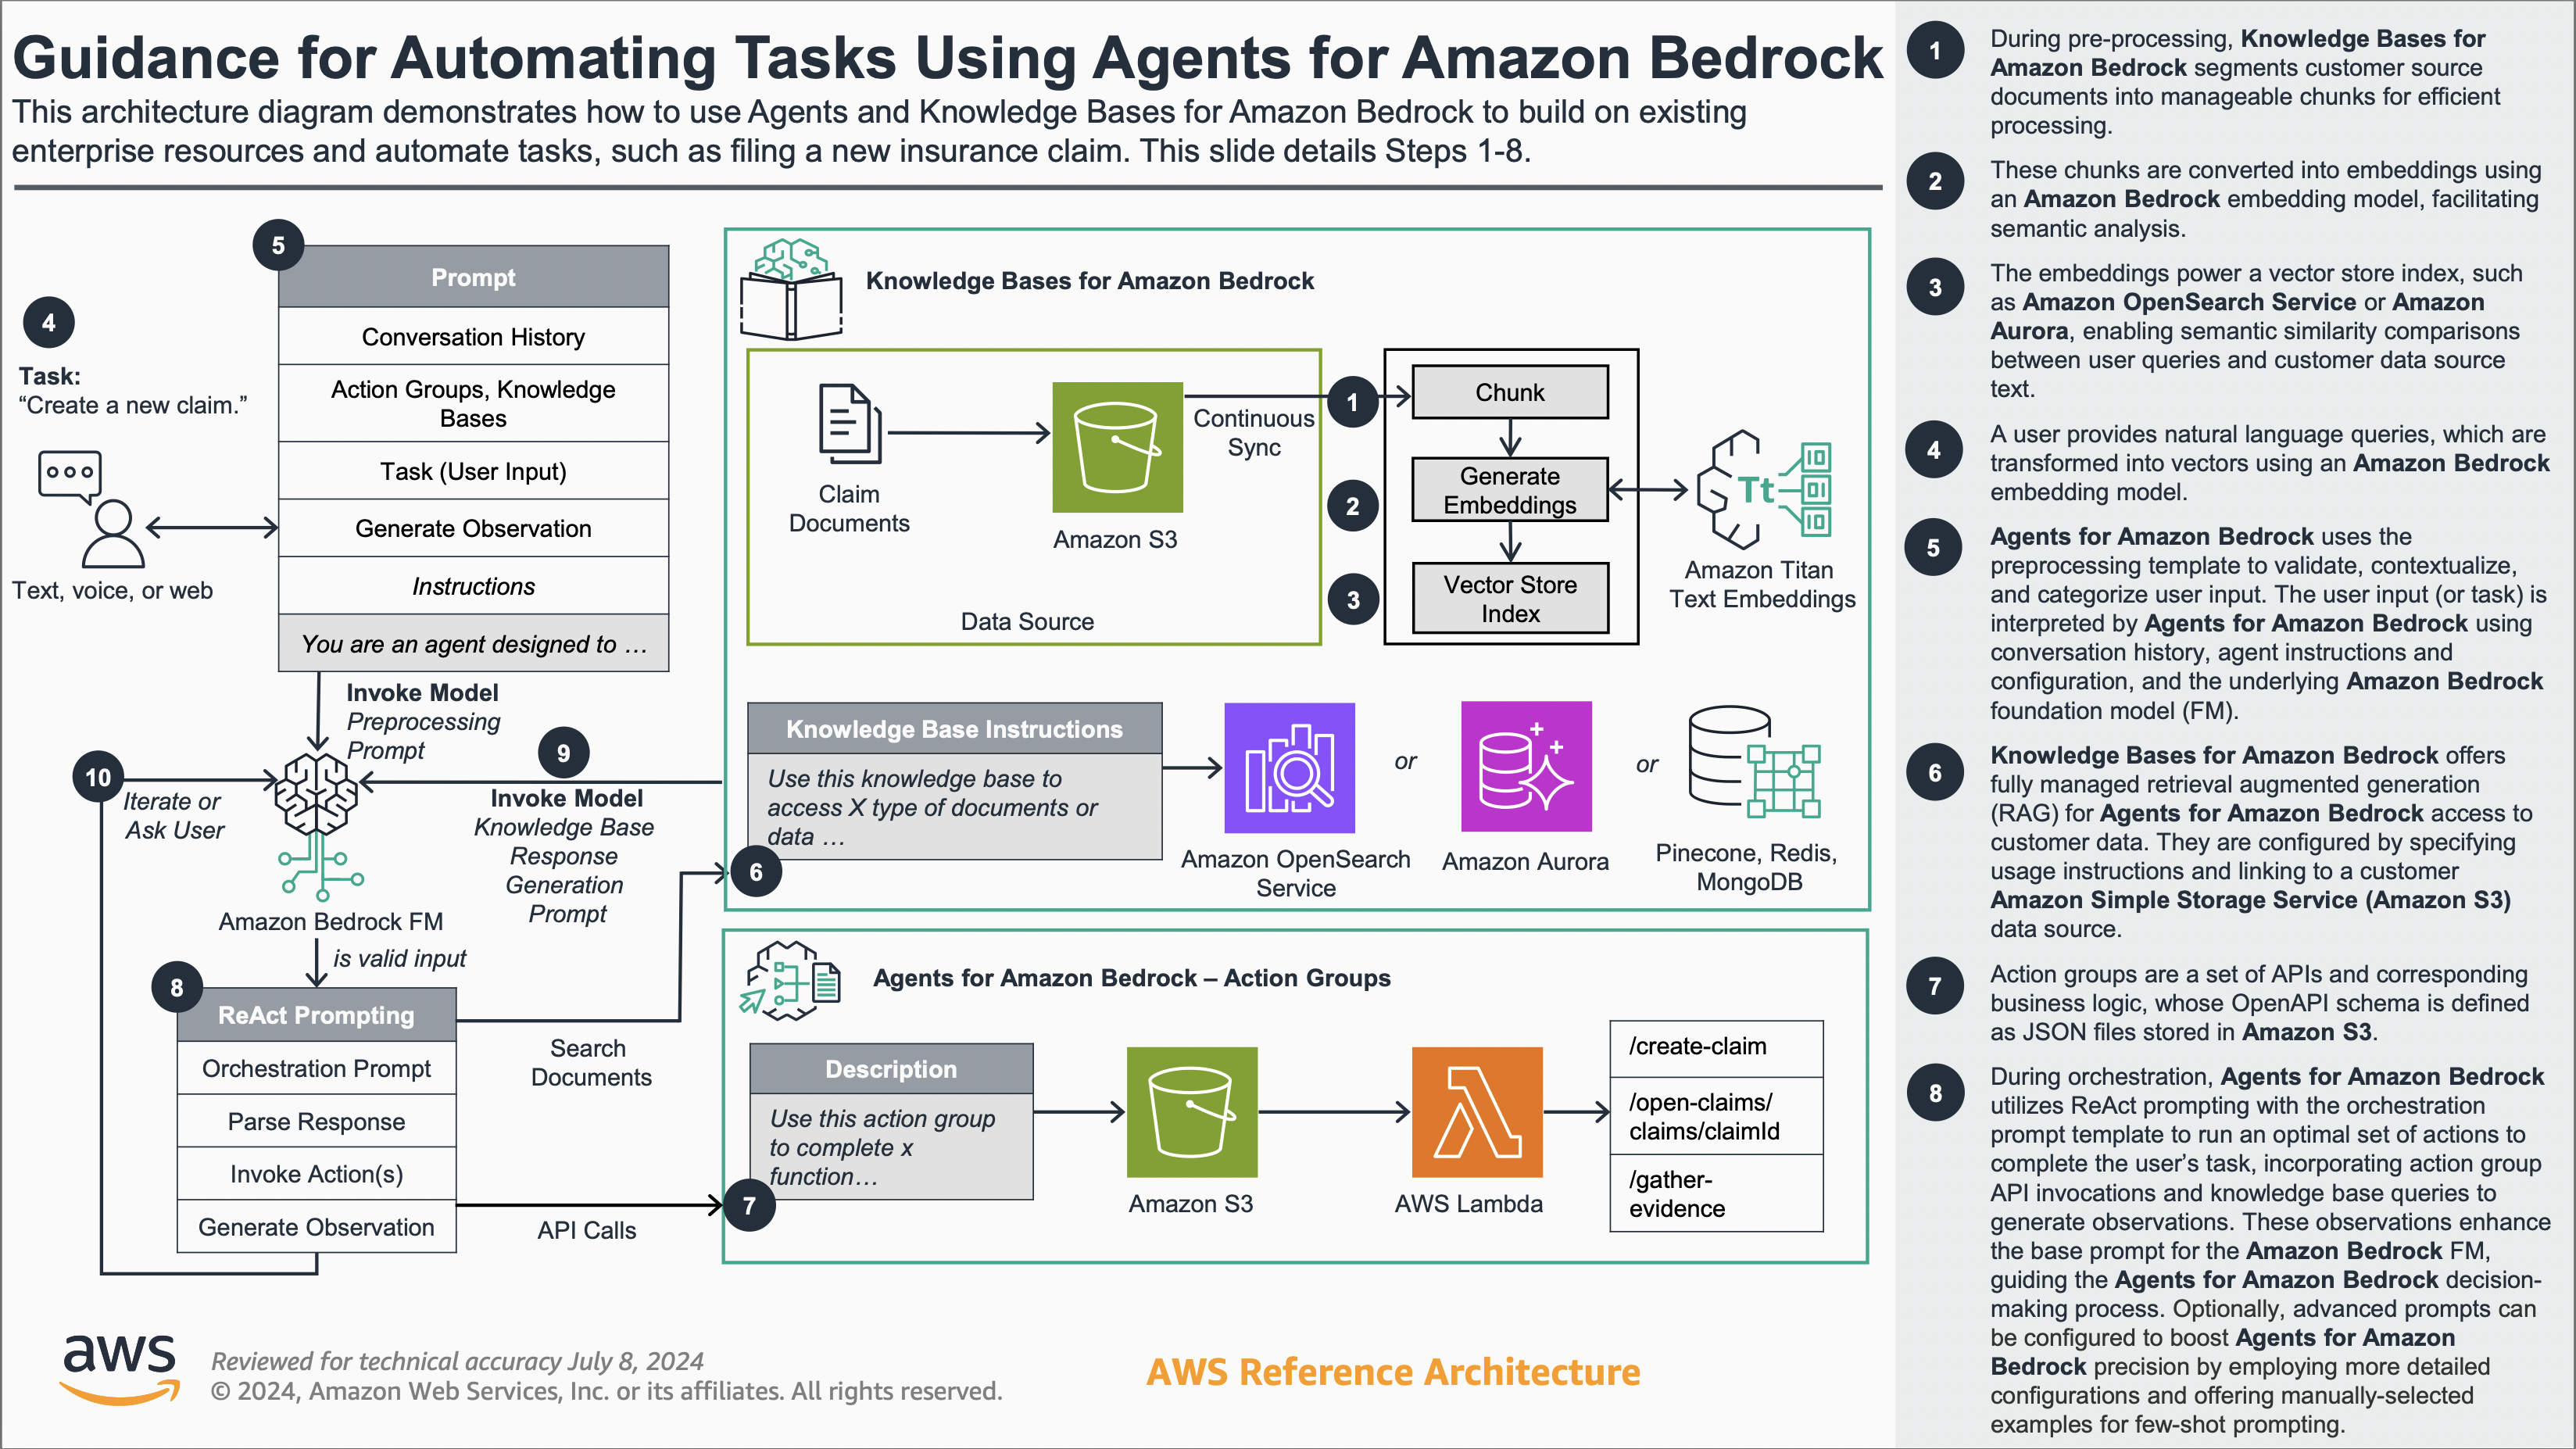 Guidance for Automating Tasks Using Agents for Amazon Bedrock
This architecture diagram demonstrates how to use Agents and Knowledge Bases for Amazon Bedrock to build on existing
enterprise resources and automate tasks, such as filing a new insurance claim. This slide details Steps 1-8.
4
Task:
“Create a new claim.”
Text, voice, or web
5
Prompt
Conversation History
Action Groups, Knowledge
Bases
Task (User Input)
Generate Observation
Instructions
You are an agent designed to …
Invoke Model
Preprocessing
Prompt
10
Iterate or
Ask User
9
Invoke Model
Knowledge Base
Response
Generation
Prompt
Amazon Bedrock FM
is valid input
8
ReAct Prompting
Orchestration Prompt
Parse Response
Invoke Action(s)
Generate Observation
Search
Documents
API Calls
Knowledge Bases for Amazon Bedrock
Claim
Documents
Amazon S3
Data Source
Continuous
Sync
1
2
3
Chunk
Generate
Embeddings
Vector Store
Index
Tt
Amazon Titan
Text Embeddings
Knowledge Base Instructions
Use this knowledge base to
access X type of documents or
data …
6
Amazon OpenSearch
Service
or
Amazon Aurora
or
Pinecone, Redis,
MongoDB
Agents for Amazon Bedrock – Action Groups
Description
Use this action group
to complete x
function…
7
Amazon S3
AWS Lambda
/create-claim
/open-claims/
claims/claimId
/gather-
evidence
aws
Reviewed for technical accuracy July 8, 2024
© 2024, Amazon Web Services, Inc. or its affiliates. All rights reserved.
AWS Reference Architecture
1
During pre-processing, Knowledge Bases for
Amazon Bedrock segments customer source
documents into manageable chunks for efficient
processing.
2
These chunks are converted into embeddings using
an Amazon Bedrock embedding model, facilitating
semantic analysis.
3
The embeddings power a vector store index, such
as Amazon OpenSearch Service or Amazon
Aurora, enabling semantic similarity comparisons
between user queries and customer data source
text.
4
A user provides natural language queries, which are
transformed into vectors using an Amazon Bedrock
embedding model.
5
Agents for Amazon Bedrock uses the
preprocessing template to validate, contextualize,
and categorize user input. The user input (or task) is
interpreted by Agents for Amazon Bedrock using
conversation history, agent instructions and
configuration, and the underlying Amazon Bedrock
foundation model (FM).
6
Knowledge Bases for Amazon Bedrock offers
fully managed retrieval augmented generation
(RAG) for Agents for Amazon Bedrock access to
customer data. They are configured by specifying
usage instructions and linking to a customer
Amazon Simple Storage Service (Amazon S3)
data source.
7
Action groups are a set of APIs and corresponding
business logic, whose OpenAPI schema is defined
as JSON files stored in Amazon S3.
8
During orchestration, Agents for Amazon Bedrock
utilizes ReAct prompting with the orchestration
prompt template to run an optimal set of actions to
complete the user’s task, incorporating action group
API invocations and knowledge base queries to
generate observations. These observations enhance
the base prompt for the Amazon Bedrock FM,
guiding the Agents for Amazon Bedrock decision-
making process. Optionally, advanced prompts can
be configured to boost Agents for Amazon
Bedrock precision by employing more detailed
configurations and offering manually-selected
examples for few-shot prompting.